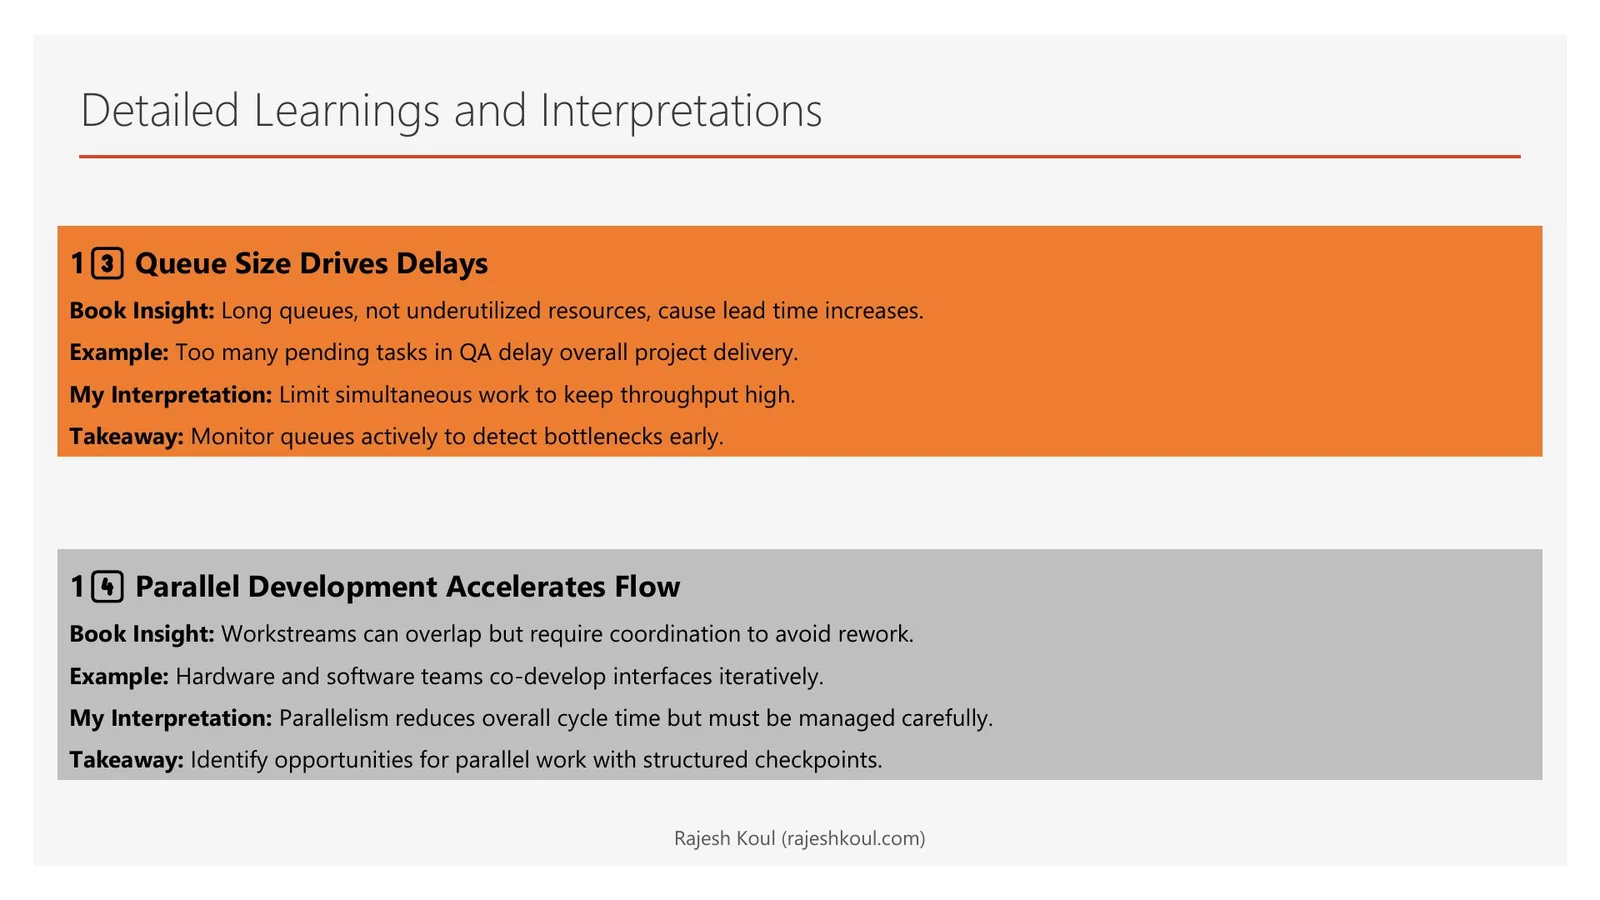 Detailed Learnings and Interpretations
13️⃣ Queue Size Drives Delays
Book Insight: Long queues, not underutilized resources, cause lead time increases.
Example: Too many pending tasks in QA delay overall project delivery.
My Interpretation: Limit simultaneous work to keep throughput high.
Takeaway: Monitor queues actively to detect bottlenecks early.
14️⃣ Parallel Development Accelerates Flow
Book Insight: Workstreams can overlap but require coordination to avoid rework.
Example: Hardware and software teams co-develop interfaces iteratively.
My Interpretation: Parallelism reduces overall cycle time but must be managed carefully.
Takeaway: Identify opportunities for parallel work with structured checkpoints.
Rajesh Koul (rajeshkoul.com)